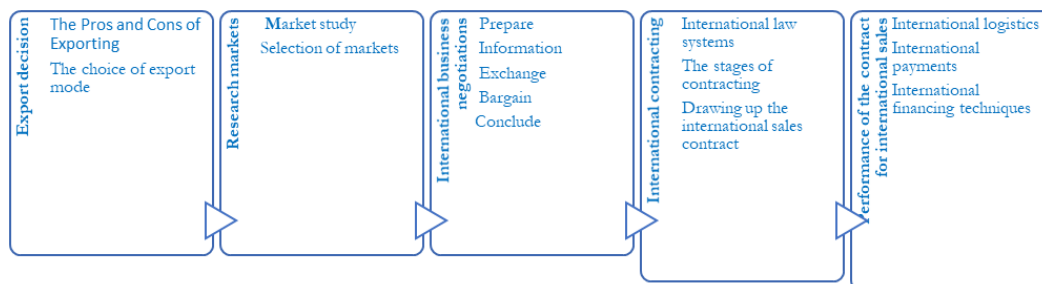 Export decision
The Pros and Cons of
Exporting
The choice of export
mode
Research markets
Market study
Selection of markets
International business
negotiations
Prepare
Information
Exchange
Bargain
Conclude
International contracting
International law
systems
The stages of
contracting
Drawing up the
international sales
contract
Performance of the contract
for international sales
International logistics
International
payments
International
financing techniques